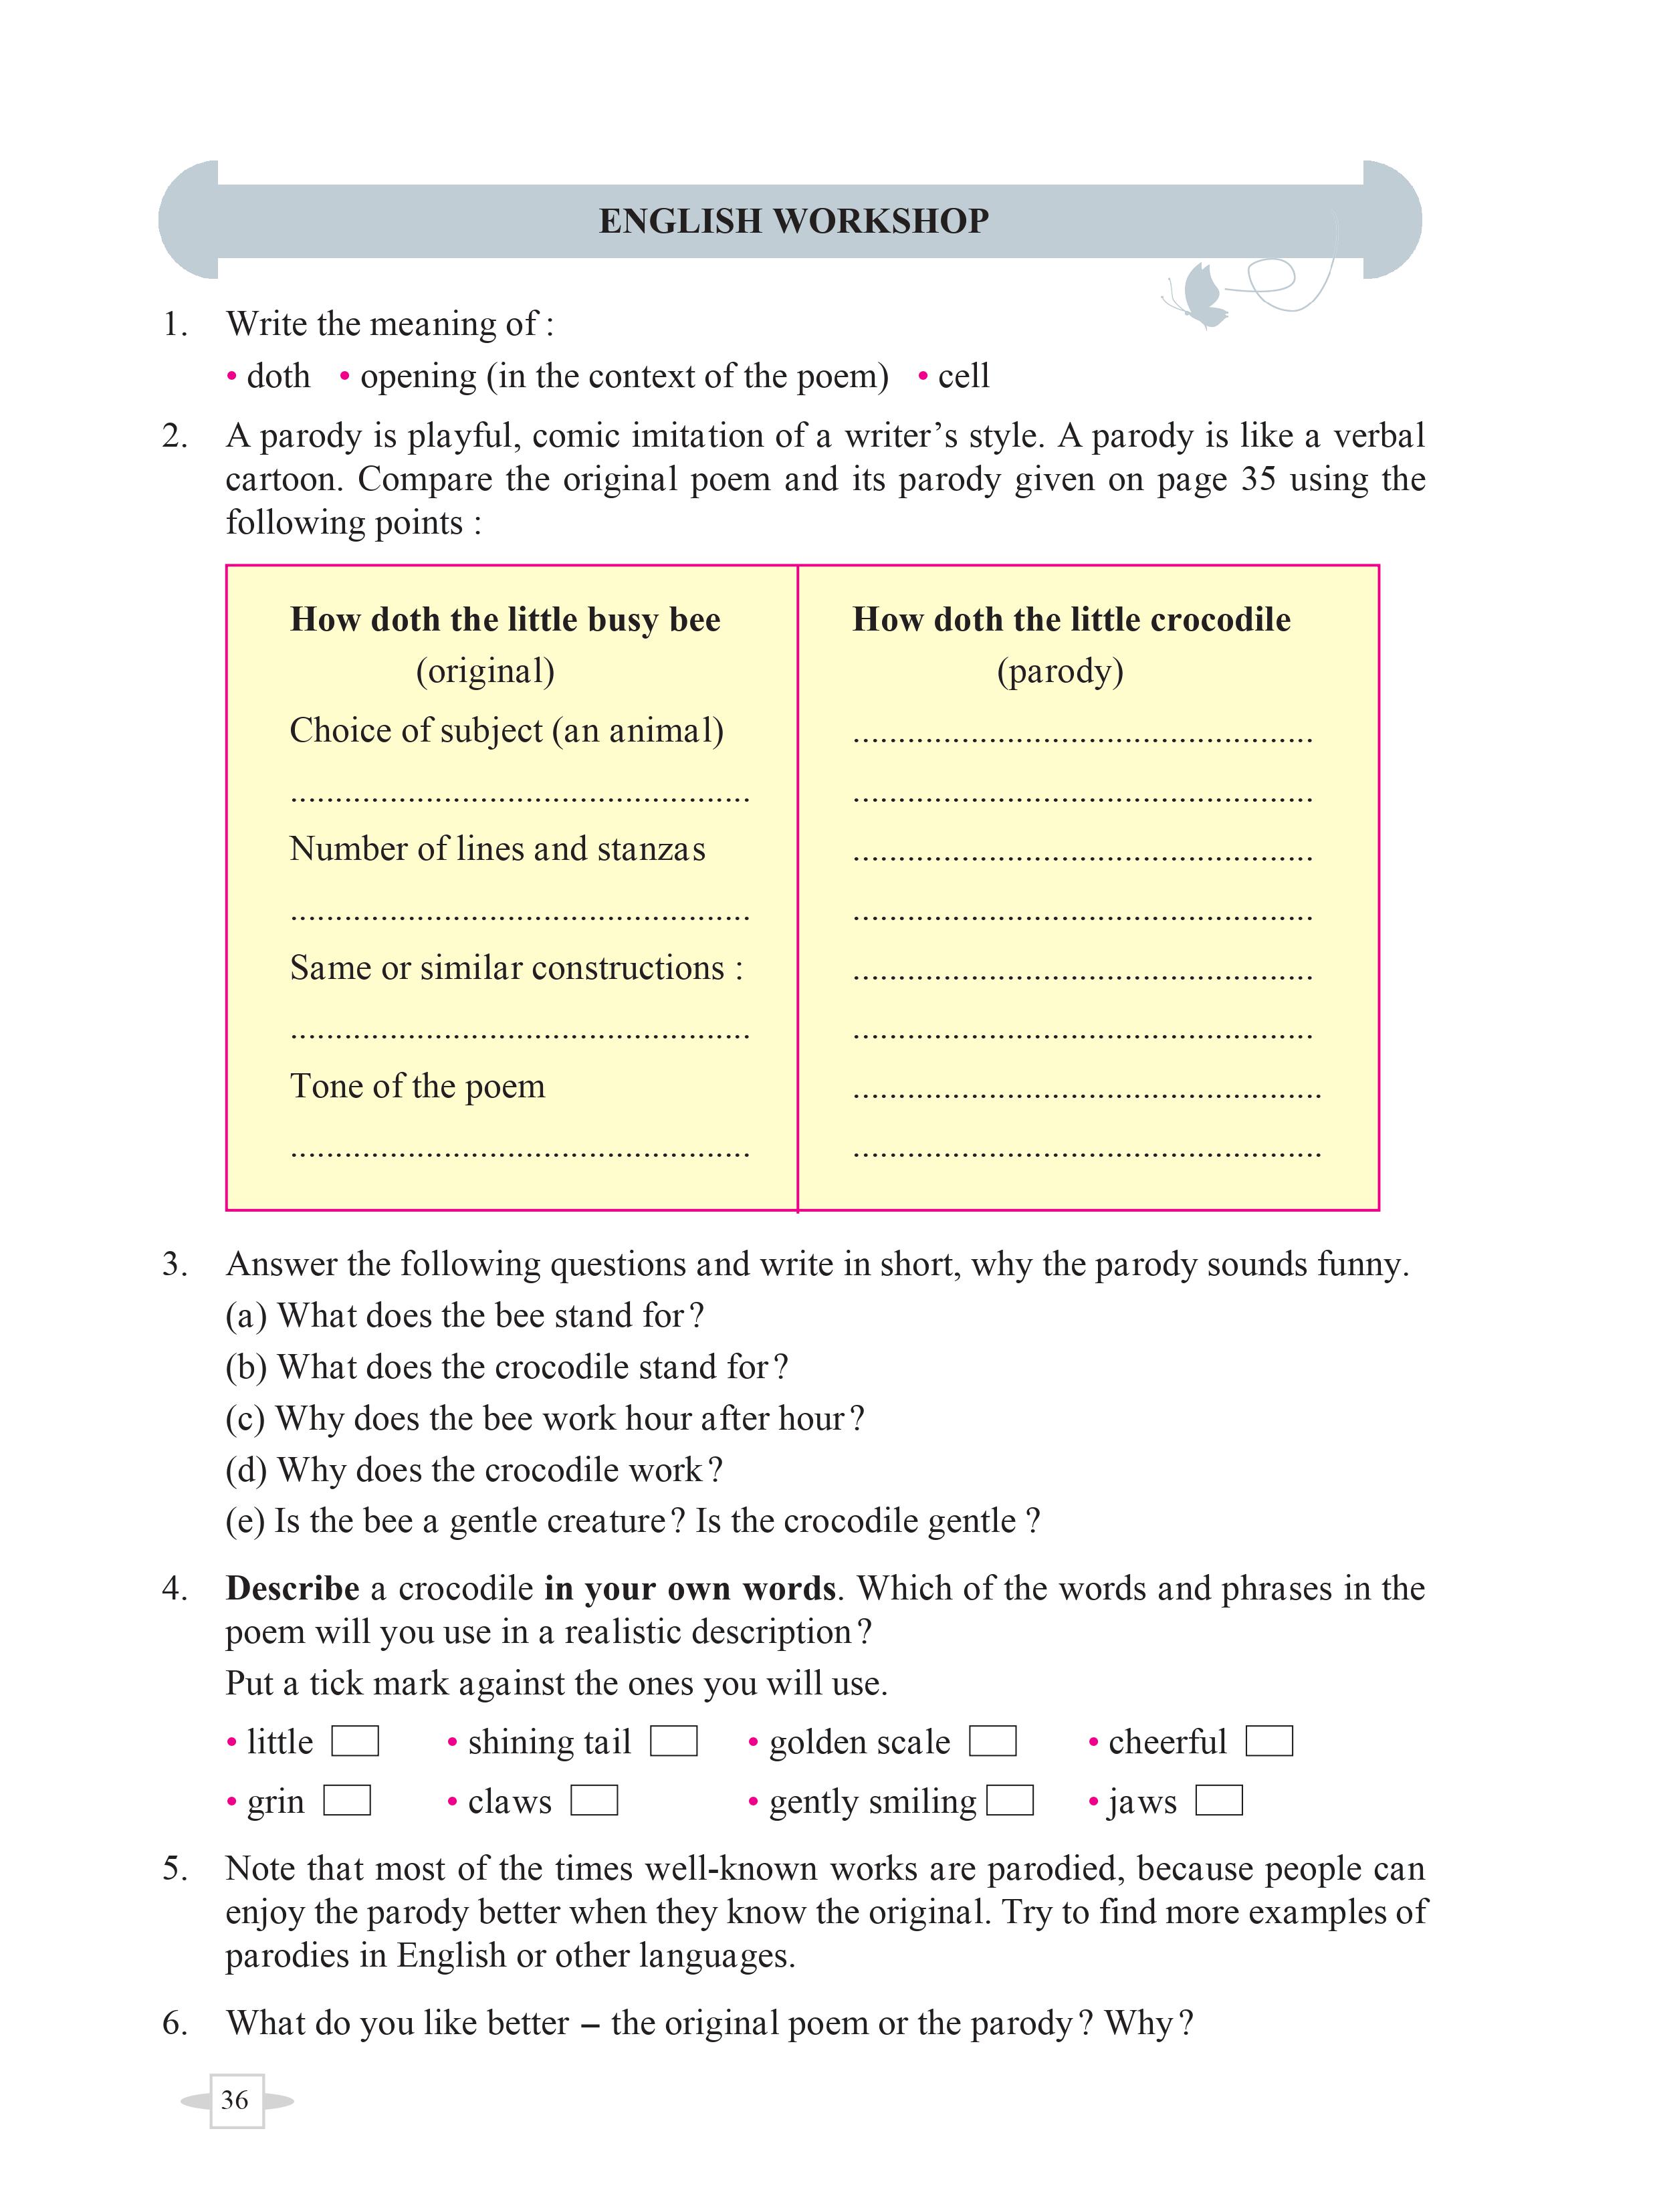 ENGLISH WORKSHOP
1. Write the meaning of :
• doth • opening (in the context of the poem) • cell
2. A parody is playful, comic imitation of a writer’s style. A parody is like a verbal
cartoon. Compare the original poem and its parody given on page 35 using the
following points :
How doth the little busy bee
(original)
Choice of subject (an animal)
..................................................
Number of lines and stanzas
..................................................
Same or similar constructions :
..................................................
Tone of the poem
..................................................
How doth the little crocodile
(parody)
..................................................
..................................................
..................................................
..................................................
..................................................
..................................................
...................................................
...................................................
3. Answer the following questions and write in short, why the parody sounds funny.
(a) What does the bee stand for?
(b) What does the crocodile stand for?
(c) Why does the bee work hour after hour?
(d) Why does the crocodile work?
(e) Is the bee a gentle creature? Is the crocodile gentle ?
4. Describe a crocodile in your own words. Which of the words and phrases in the
poem will you use in a realistic description?
Put a tick mark against the ones you will use.
• little • shining tail • golden scale • cheerful
• grin • claws • gently smiling • jaws
5. Note that most of the times well-known works are parodied, because people can
enjoy the parody better when they know the original. Try to find more examples of
parodies in English or other languages.
6. What do you like better – the original poem or the parody? Why?
36